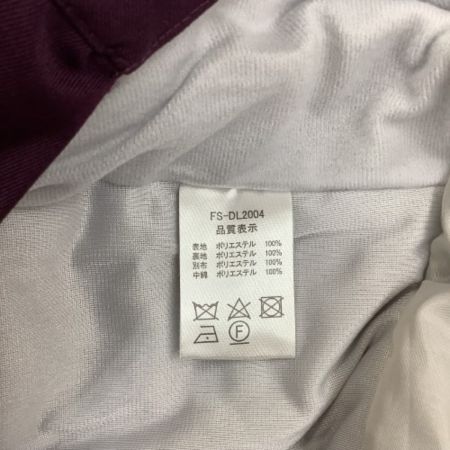 FS-DL2004
品質表示
表地 ポリエステル 100%
裏地 ポリエステル 100%
別布 ポリエステル 100%
中綿 ポリエステル 100%
F